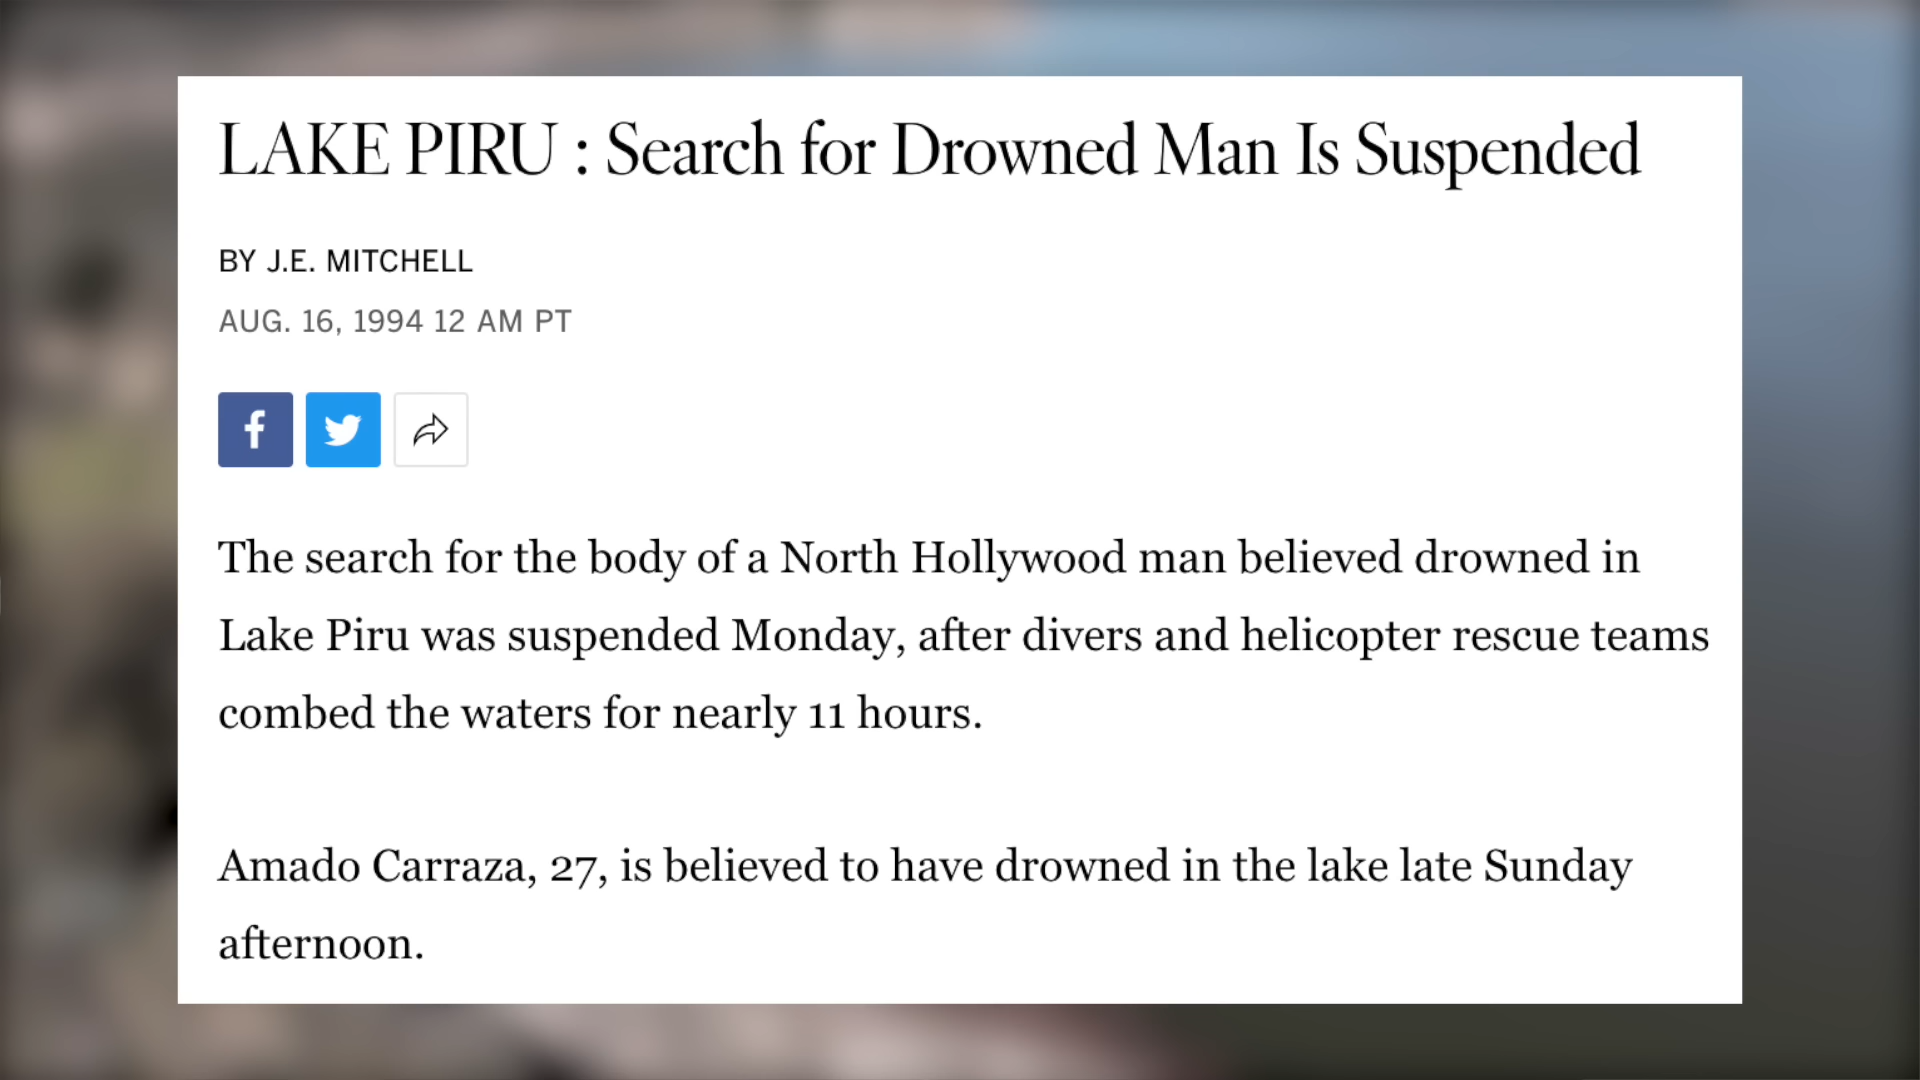 LAKE PIRU : Search for Drowned Man Is Suspended
BY J.E. MITCHELL
AUG. 16, 1994 12 AM PT
The search for the body of a North Hollywood man believed drowned in
Lake Piru was suspended Monday, after divers and helicopter rescue teams
combed the waters for nearly 11 hours.
Amado Carraza, 27, is believed to have drowned in the lake late Sunday
afternoon.